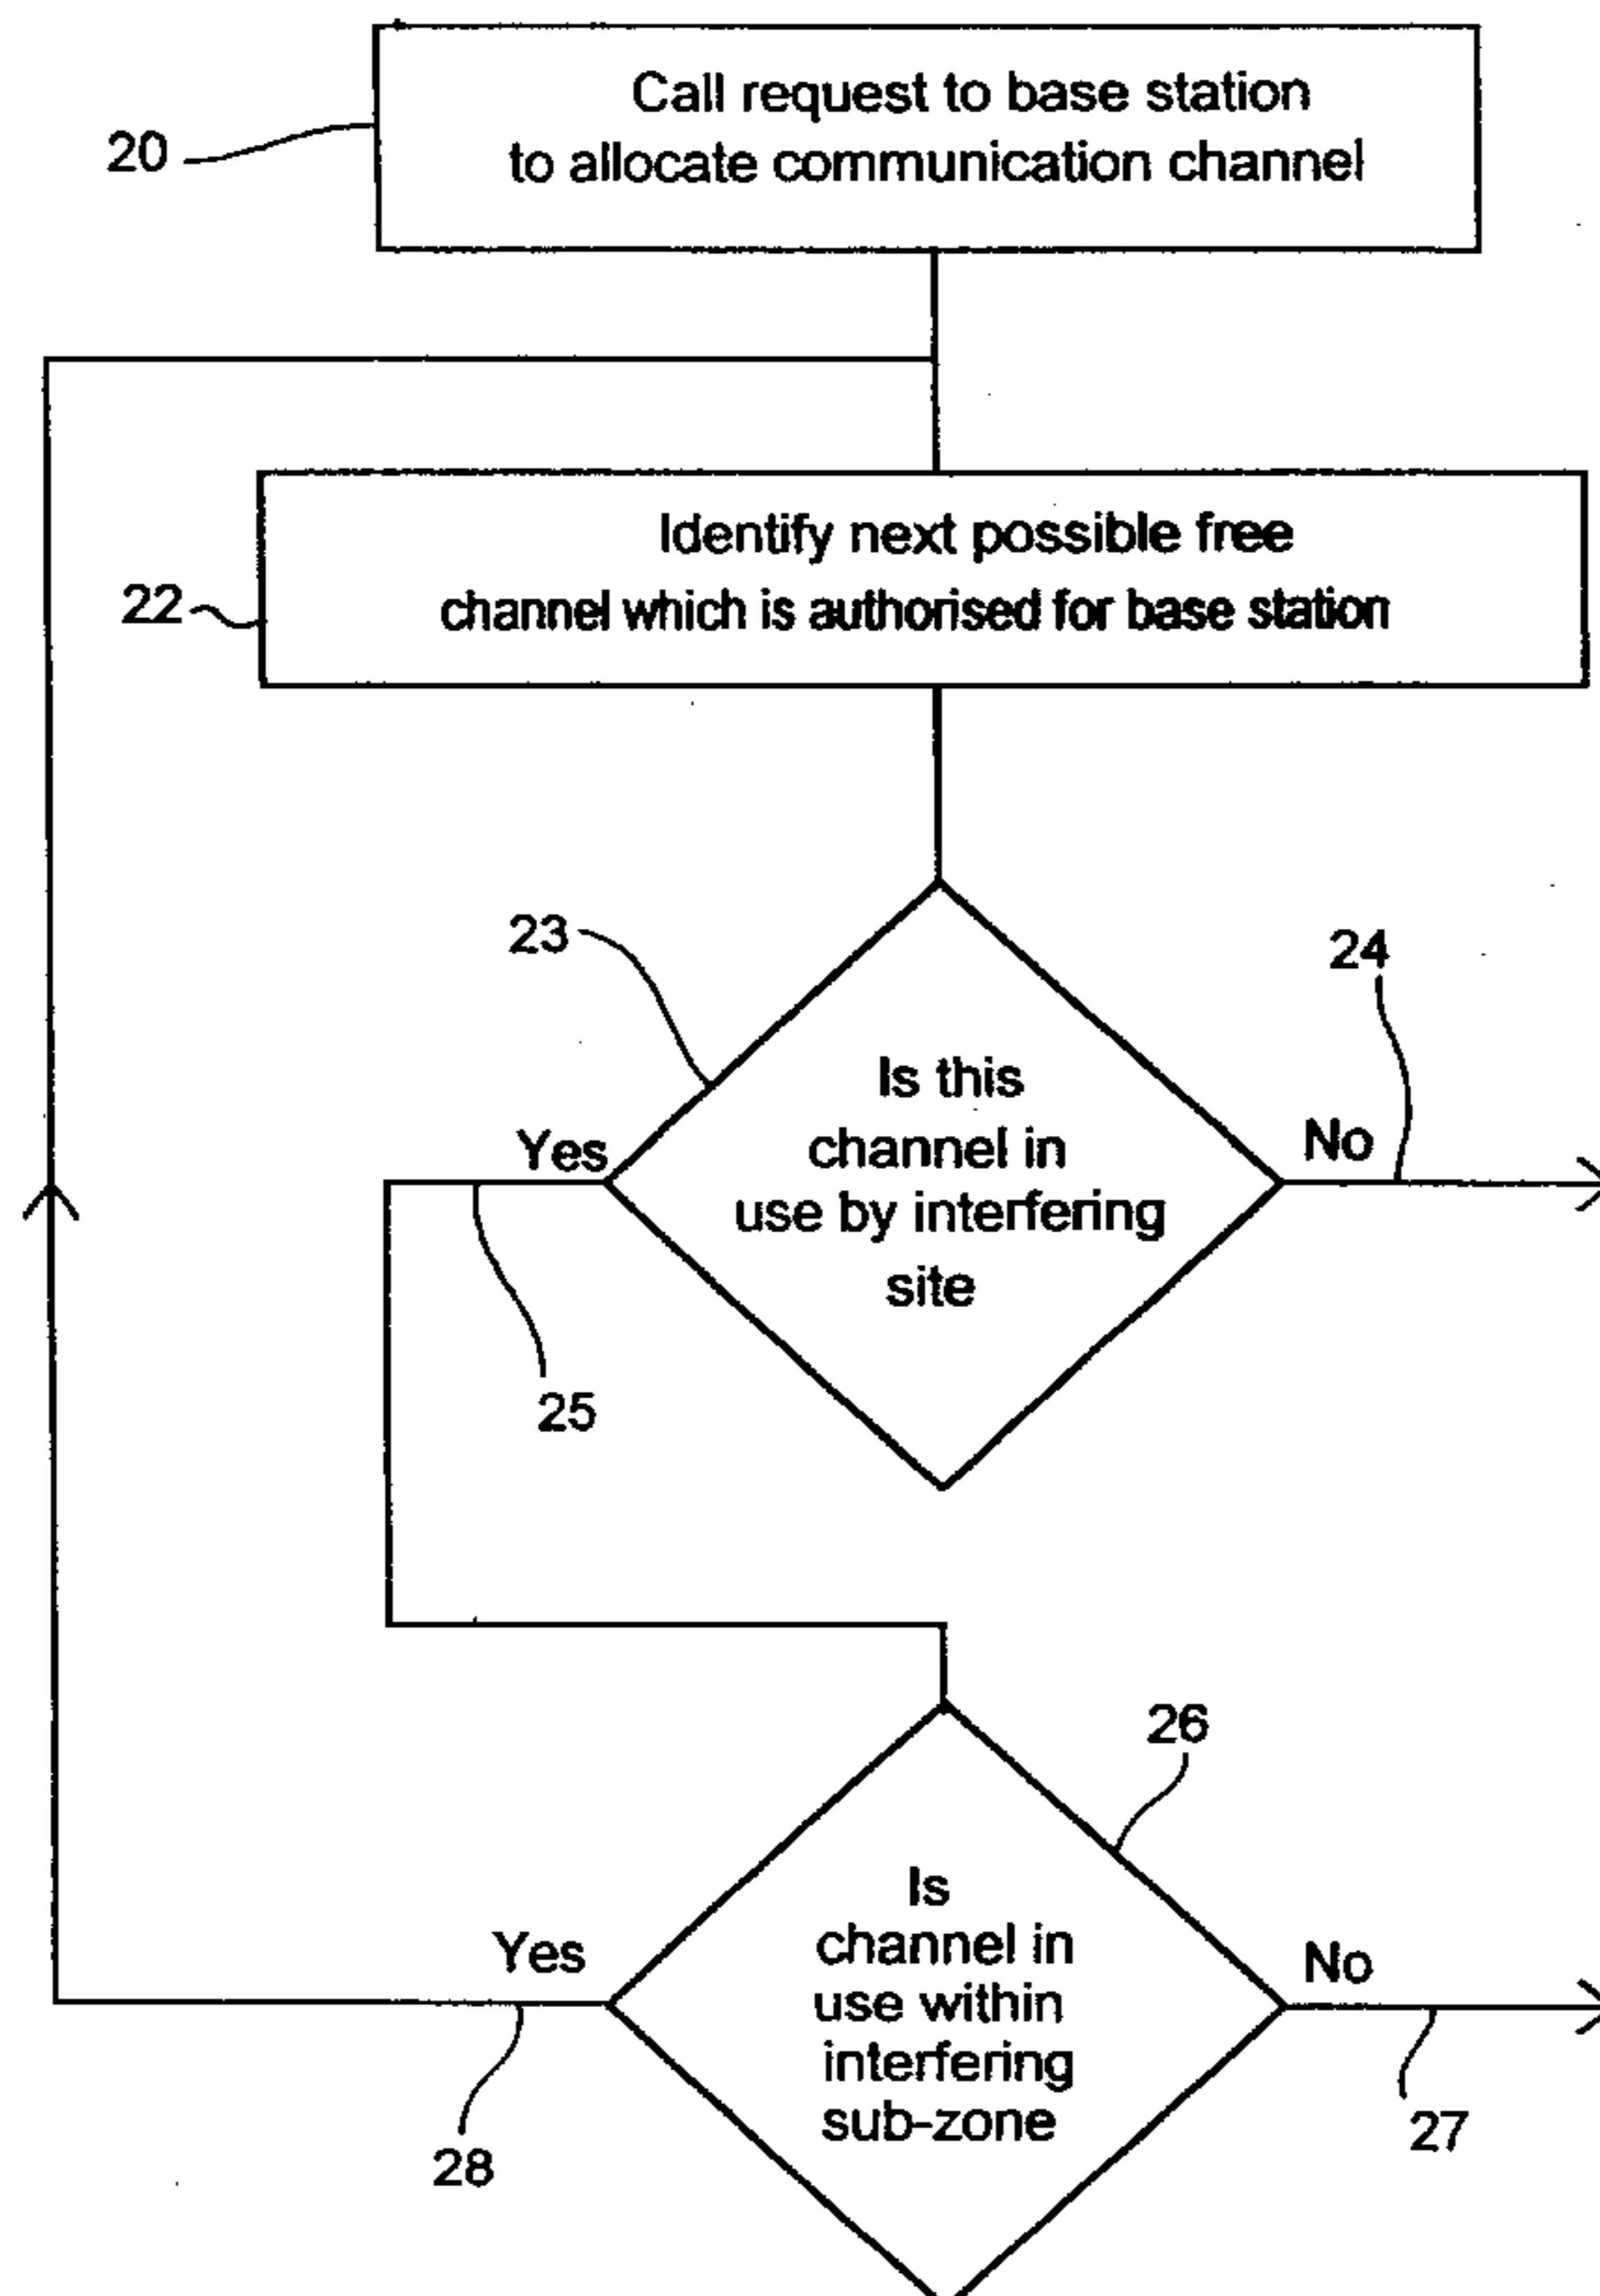 Call request to base station
to allocate communication channel
20
Identify next possible free
channel which is authorised for base station
22
23
24
Is this
channel in
use by interfering
site
Yes
No
25
26
Is
channel in
use within
interfering
sub-zone
Yes
No
28
27